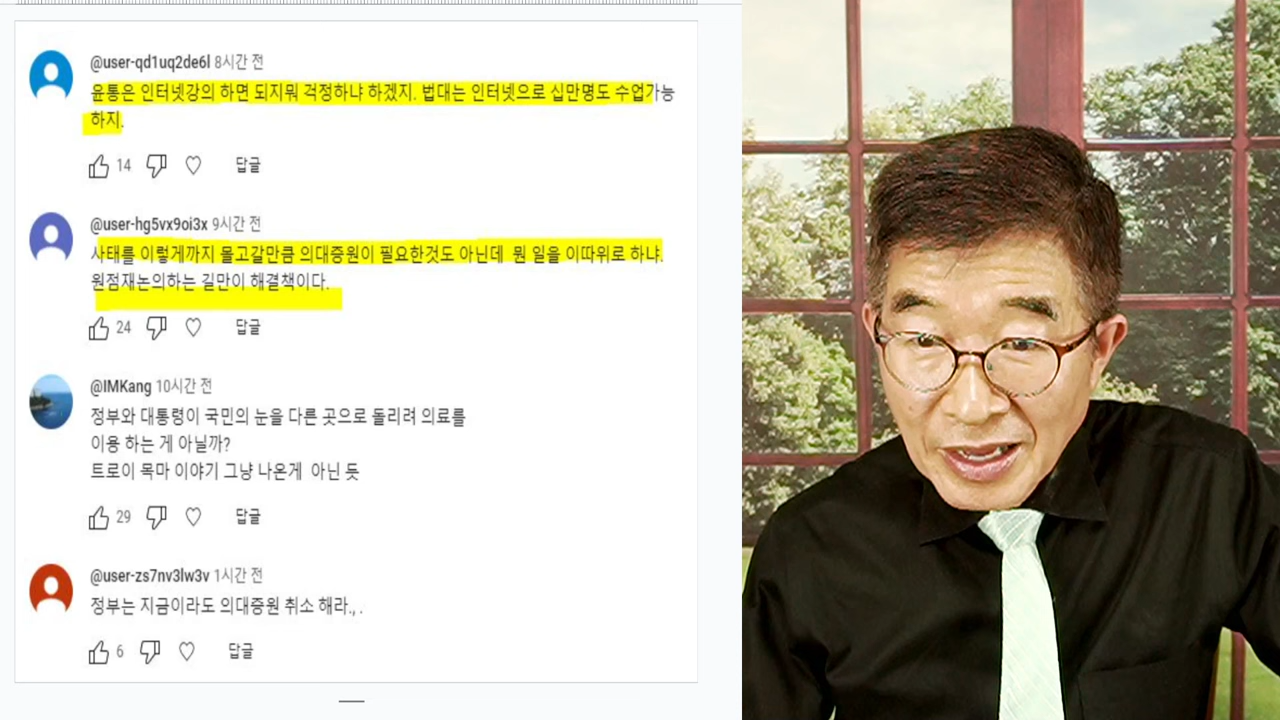 @user-qd1uq2de6l 8시간 전
윤통은 인터넷강의 하면 되지뭐 걱정하냐 하겠지. 법대는 인터넷으로 십만명도 수업가능
하지.
14 답글
@user-hg5vx9oi3x 9시간 전
사태를 이렇게까지 몰고갈만큼 의대증원이 필요한것도 아닌데 뭔 일을 이따위로 하냐.
원점재논의하는 길만이 해결책이다.
24 답글
@IMKang 10시간 전
정부와 대통령이 국민의 눈을 다른 곳으로 돌리려 의료를
이용 하는 게 아닐까?
트로이 목마 이야기 그냥 나온게 아닌 듯
29 답글
@user-zs7nv3lw3v 1시간 전
정부는 지금이라도 의대증원 취소 해라., .
6 답글